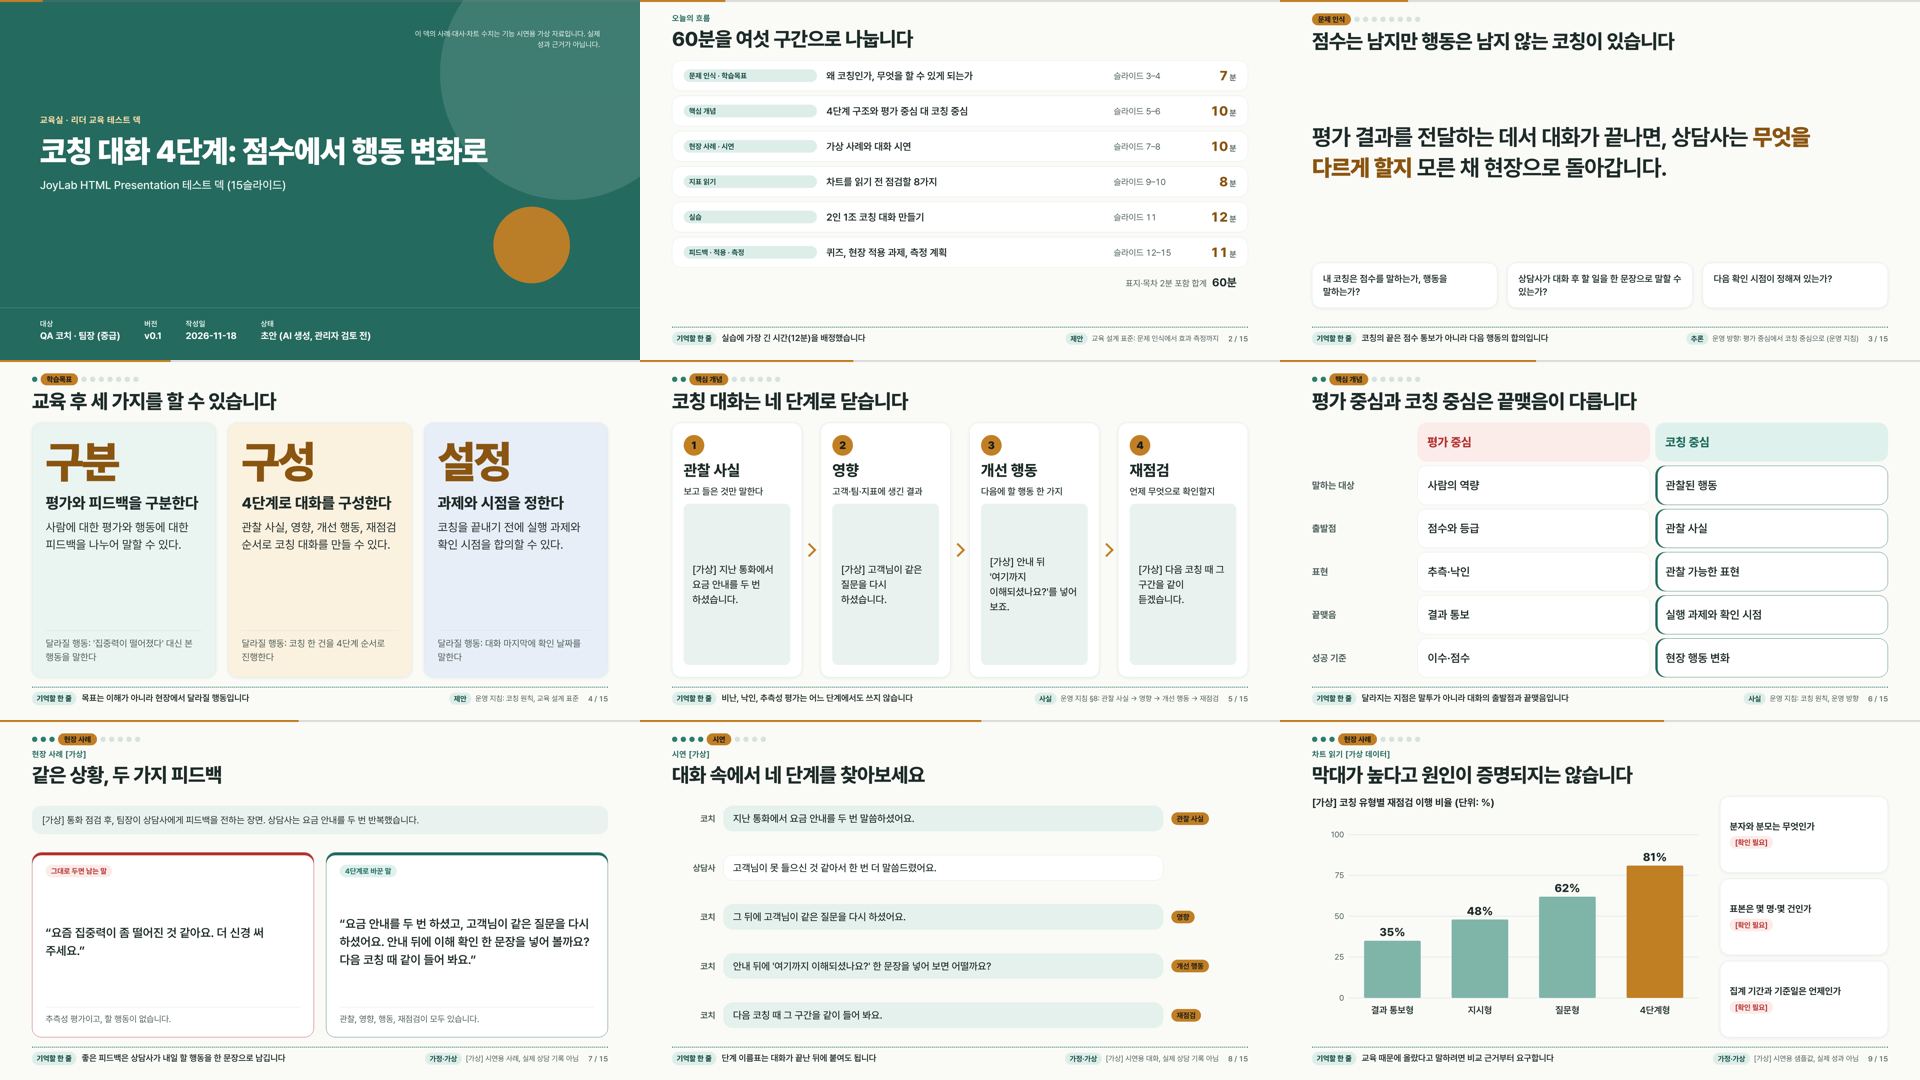 이 덱의 사례·대사·차트 수치는 기능 시연용 가상 자료입니다. 실제
성과 근거가 아닙니다.
교육실 · 리더 교육 테스트 덱
코칭 대화 4단계: 점수에서 행동 변화로
JoyLab HTML Presentation 테스트 덱 (15슬라이드)
대상
QA 코치 · 팀장 (중급)
버전
v0.1
작성일
2026-11-18
상태
초안 (AI 생성, 관리자 검토 전)
오늘의 흐름
60분을 여섯 구간으로 나눕니다
문제 인식 · 학습목표 왜 코칭인가, 무엇을 할 수 있게 되는가 슬라이드 3–4 7분
핵심 개념 4단계 구조와 평가 중심 대 코칭 중심 슬라이드 5–6 10분
현장 사례 · 시연 가상 사례와 대화 시연 슬라이드 7–8 10분
지표 읽기 차트를 읽기 전 점검할 8가지 슬라이드 9–10 8분
실습 2인 1조 코칭 대화 만들기 슬라이드 11 12분
피드백 · 적용 · 측정 퀴즈, 현장 적용 과제, 측정 계획 슬라이드 12–15 11분
표지·목차 2분 포함 합계 60분
기억할 한 줄 실습에 가장 긴 시간(12분)을 배정했습니다
제안 교육 설계 표준: 문제 인식에서 효과 측정까지 2 / 15
문제 인식
점수는 남지만 행동은 남지 않는 코칭이 있습니다
평가 결과를 전달하는 데서 대화가 끝나면, 상담사는 무엇을
다르게 할지 모른 채 현장으로 돌아갑니다.
내 코칭은 점수를 말하는가, 행동을
말하는가?
상담사가 대화 후 할 일을 한 문장으로 말할 수
있는가?
다음 확인 시점이 정해져 있는가?
기억할 한 줄 코칭의 끝은 점수 통보가 아니라 다음 행동의 합의입니다
추론 운영 방향: 평가 중심에서 코칭 중심으로 (운영 지침) 3 / 15
학습목표
교육 후 세 가지를 할 수 있습니다
구분
평가와 피드백을 구분한다
사람에 대한 평가와 행동에 대한
피드백을 나누어 말할 수 있다.
달라질 행동: '집중력이 떨어졌다' 대신 본
행동을 말한다
구성
4단계로 대화를 구성한다
관찰 사실, 영향, 개선 행동, 재점검
순서로 코칭 대화를 만들 수 있다.
달라질 행동: 코칭 한 건을 4단계 순서로
진행한다
설정
과제와 시점을 정한다
코칭을 끝내기 전에 실행 과제와
확인 시점을 합의할 수 있다.
달라질 행동: 대화 마지막에 확인 날짜를
말한다
기억할 한 줄 목표는 이해가 아니라 현장에서 달라질 행동입니다
제안 운영 지침: 코칭 원칙, 교육 설계 표준 4 / 15
핵심 개념
코칭 대화는 네 단계로 닫습니다
1
관찰 사실
보고 들은 것만 말한다
[가상] 지난 통화에서
요금 안내를 두 번
하셨습니다.
2
영향
고객·팀·지표에 생긴 결과
[가상] 고객님이 같은
질문을 다시
하셨습니다.
3
개선 행동
다음에 할 행동 한 가지
[가상] 안내 뒤
'여기까지
이해되셨나요?'를 넣어
보죠.
4
재점검
언제 무엇으로 확인할지
[가상] 다음 코칭 때 그
구간을 같이
듣겠습니다.
기억할 한 줄 비난, 낙인, 추측성 평가는 어느 단계에서도 쓰지 않습니다
사실 운영 지침 §8: 관찰 사실 → 영향 → 개선 행동 → 재점검 5 / 15
핵심 개념
평가 중심과 코칭 중심은 끝맺음이 다릅니다
평가 중심 코칭 중심
말하는 대상 사람의 역량 관찰된 행동
출발점 점수와 등급 관찰 사실
표현 추측·낙인 관찰 가능한 표현
끝맺음 결과 통보 실행 과제와 확인 시점
성공 기준 이수·점수 현장 행동 변화
기억할 한 줄 달라지는 지점은 말투가 아니라 대화의 출발점과 끝맺음입니다
사실 운영 지침: 코칭 원칙, 운영 방향 6 / 15
현장 사례
현장 사례 [가상]
같은 상황, 두 가지 피드백
[가상] 통화 점검 후, 팀장이 상담사에게 피드백을 전하는 장면. 상담사는 요금 안내를 두 번 반복했습니다.
그대로 두면 남는 말
“요즘 집중력이 좀 떨어진 것 같아요. 더 신경 써
주세요.”
추측성 평가이고, 할 행동이 없습니다.
4단계로 바꾼 말
“요금 안내를 두 번 하셨고, 고객님이 같은 질문을 다시
하셨어요. 안내 뒤에 이해 확인 한 문장을 넣어 볼까요?
다음 코칭 때 같이 들어 봐요.”
관찰, 영향, 행동, 재점검이 모두 있습니다.
기억할 한 줄 좋은 피드백은 상담사가 내일 할 행동을 한 문장으로 남깁니다
가정·가상 [가상] 시연용 사례, 실제 상담 기록 아님 7 / 15
시연
시연 [가상]
대화 속에서 네 단계를 찾아보세요
코치 지난 통화에서 요금 안내를 두 번 말씀하셨어요. 관찰 사실
상담사 고객님이 못 들으신 것 같아서 한 번 더 말씀드렸어요.
코치 그 뒤에 고객님이 같은 질문을 다시 하셨어요. 영향
코치 안내 뒤에 '여기까지 이해되셨나요?' 한 문장을 넣어 보면 어떨까요? 개선 행동
코치 다음 코칭 때 그 구간을 같이 들어 봐요. 재점검
기억할 한 줄 단계 이름표는 대화가 끝난 뒤에 붙여도 됩니다
가정·가상 [가상] 시연용 대화, 실제 상담 기록 아님 8 / 15
현장 사례
차트 읽기 [가상 데이터]
막대가 높다고 원인이 증명되지는 않습니다
[가상] 코칭 유형별 재점검 이행 비율 (단위: %)
100
75
50
25
0
35%
48%
62%
81%
결과 통보형 지시형 질문형 4단계형
분자와 분모는 무엇인가
[확인 필요]
표본은 몇 명·몇 건인가
[확인 필요]
집계 기간과 기준일은 언제인가
[확인 필요]
기억할 한 줄 교육 때문에 올랐다고 말하려면 비교 근거부터 요구합니다
가정·가상 [가상] 시연용 샘플값, 실제 성과 아님 9 / 15